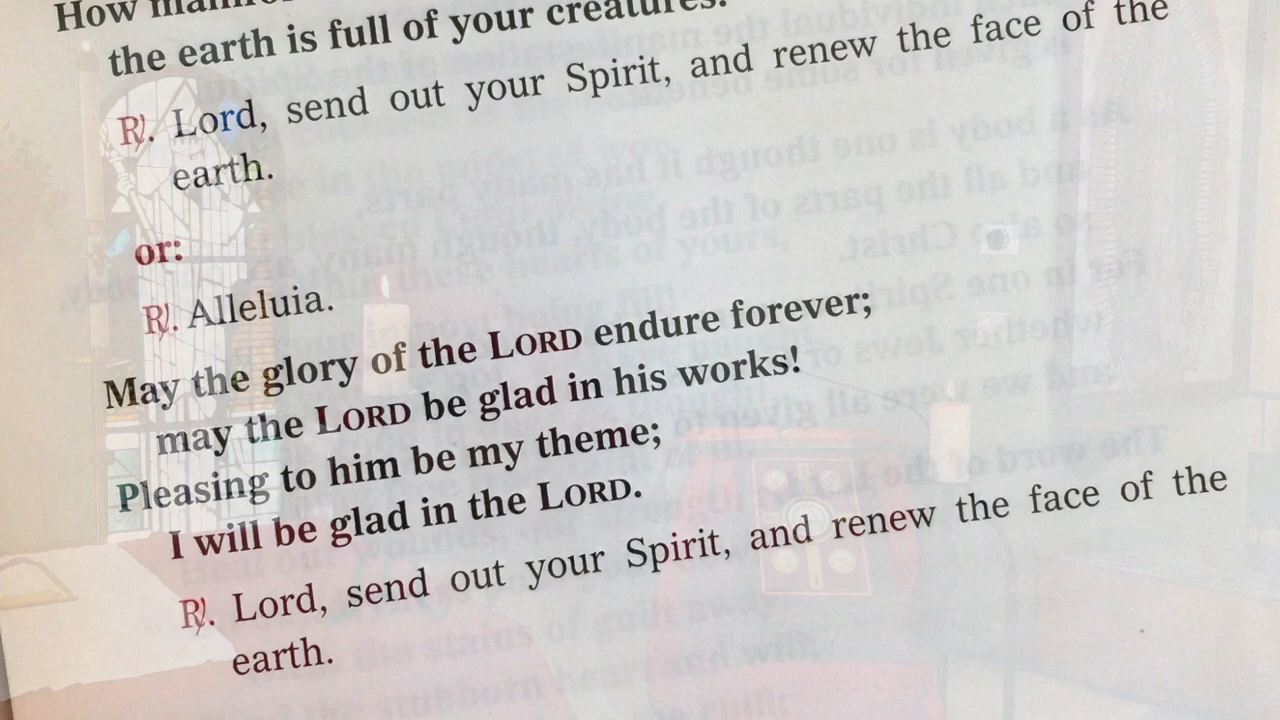 the earth is full of your creatures.
℟. Lord, send out your Spirit, and renew the face of the
earth.
or:
℟. Alleluia.
May the glory of the LORD endure forever;
may the LORD be glad in his works!
Pleasing to him be my theme;
I will be glad in the LORD.
℟. Lord, send out your Spirit, and renew the face of the
earth.